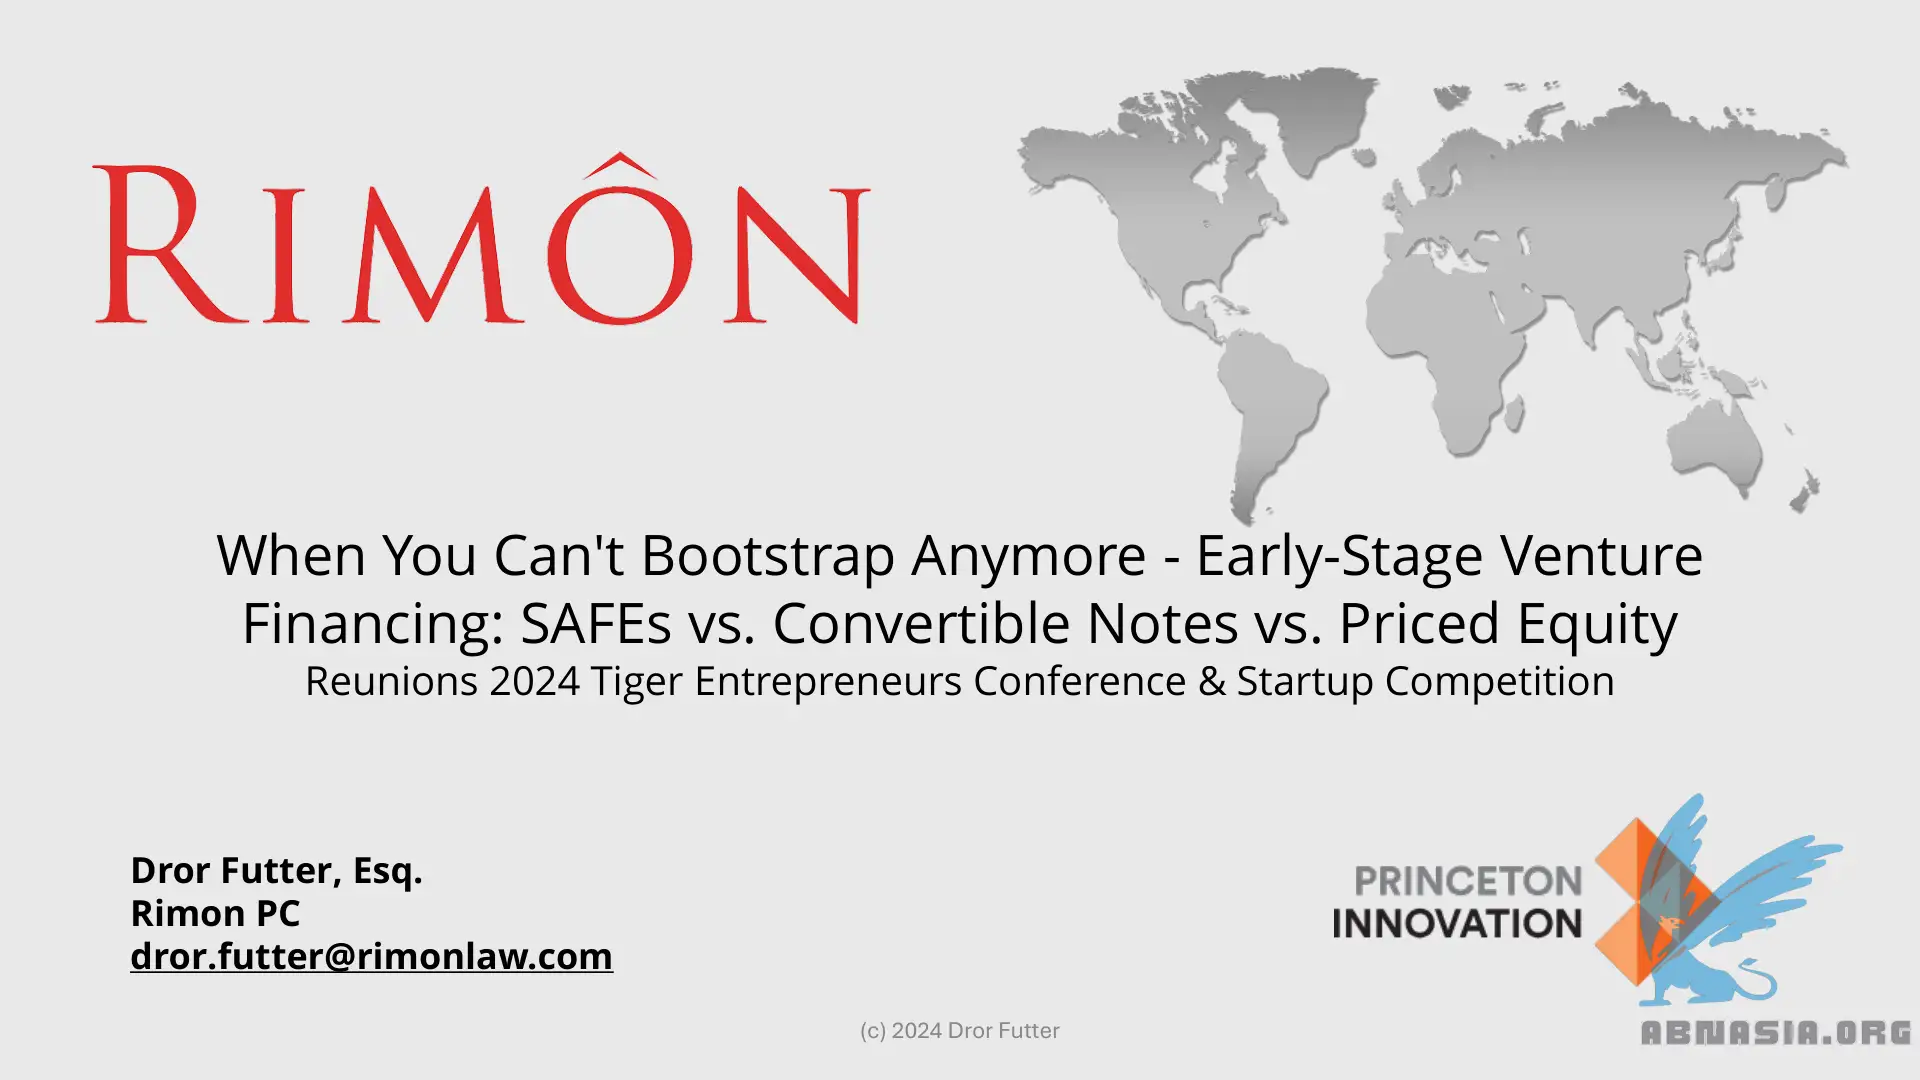 RIMÔN
When You Can't Bootstrap Anymore - Early-Stage Venture
Financing: SAFEs vs. Convertible Notes vs. Priced Equity
Reunions 2024 Tiger Entrepreneurs Conference & Startup Competition
Dror Futter, Esq.
Rimon PC
dror.futter@rimonlaw.com
PRINCETON
INNOVATION
(c) 2024 Dror Futter
ABNASIA.ORG